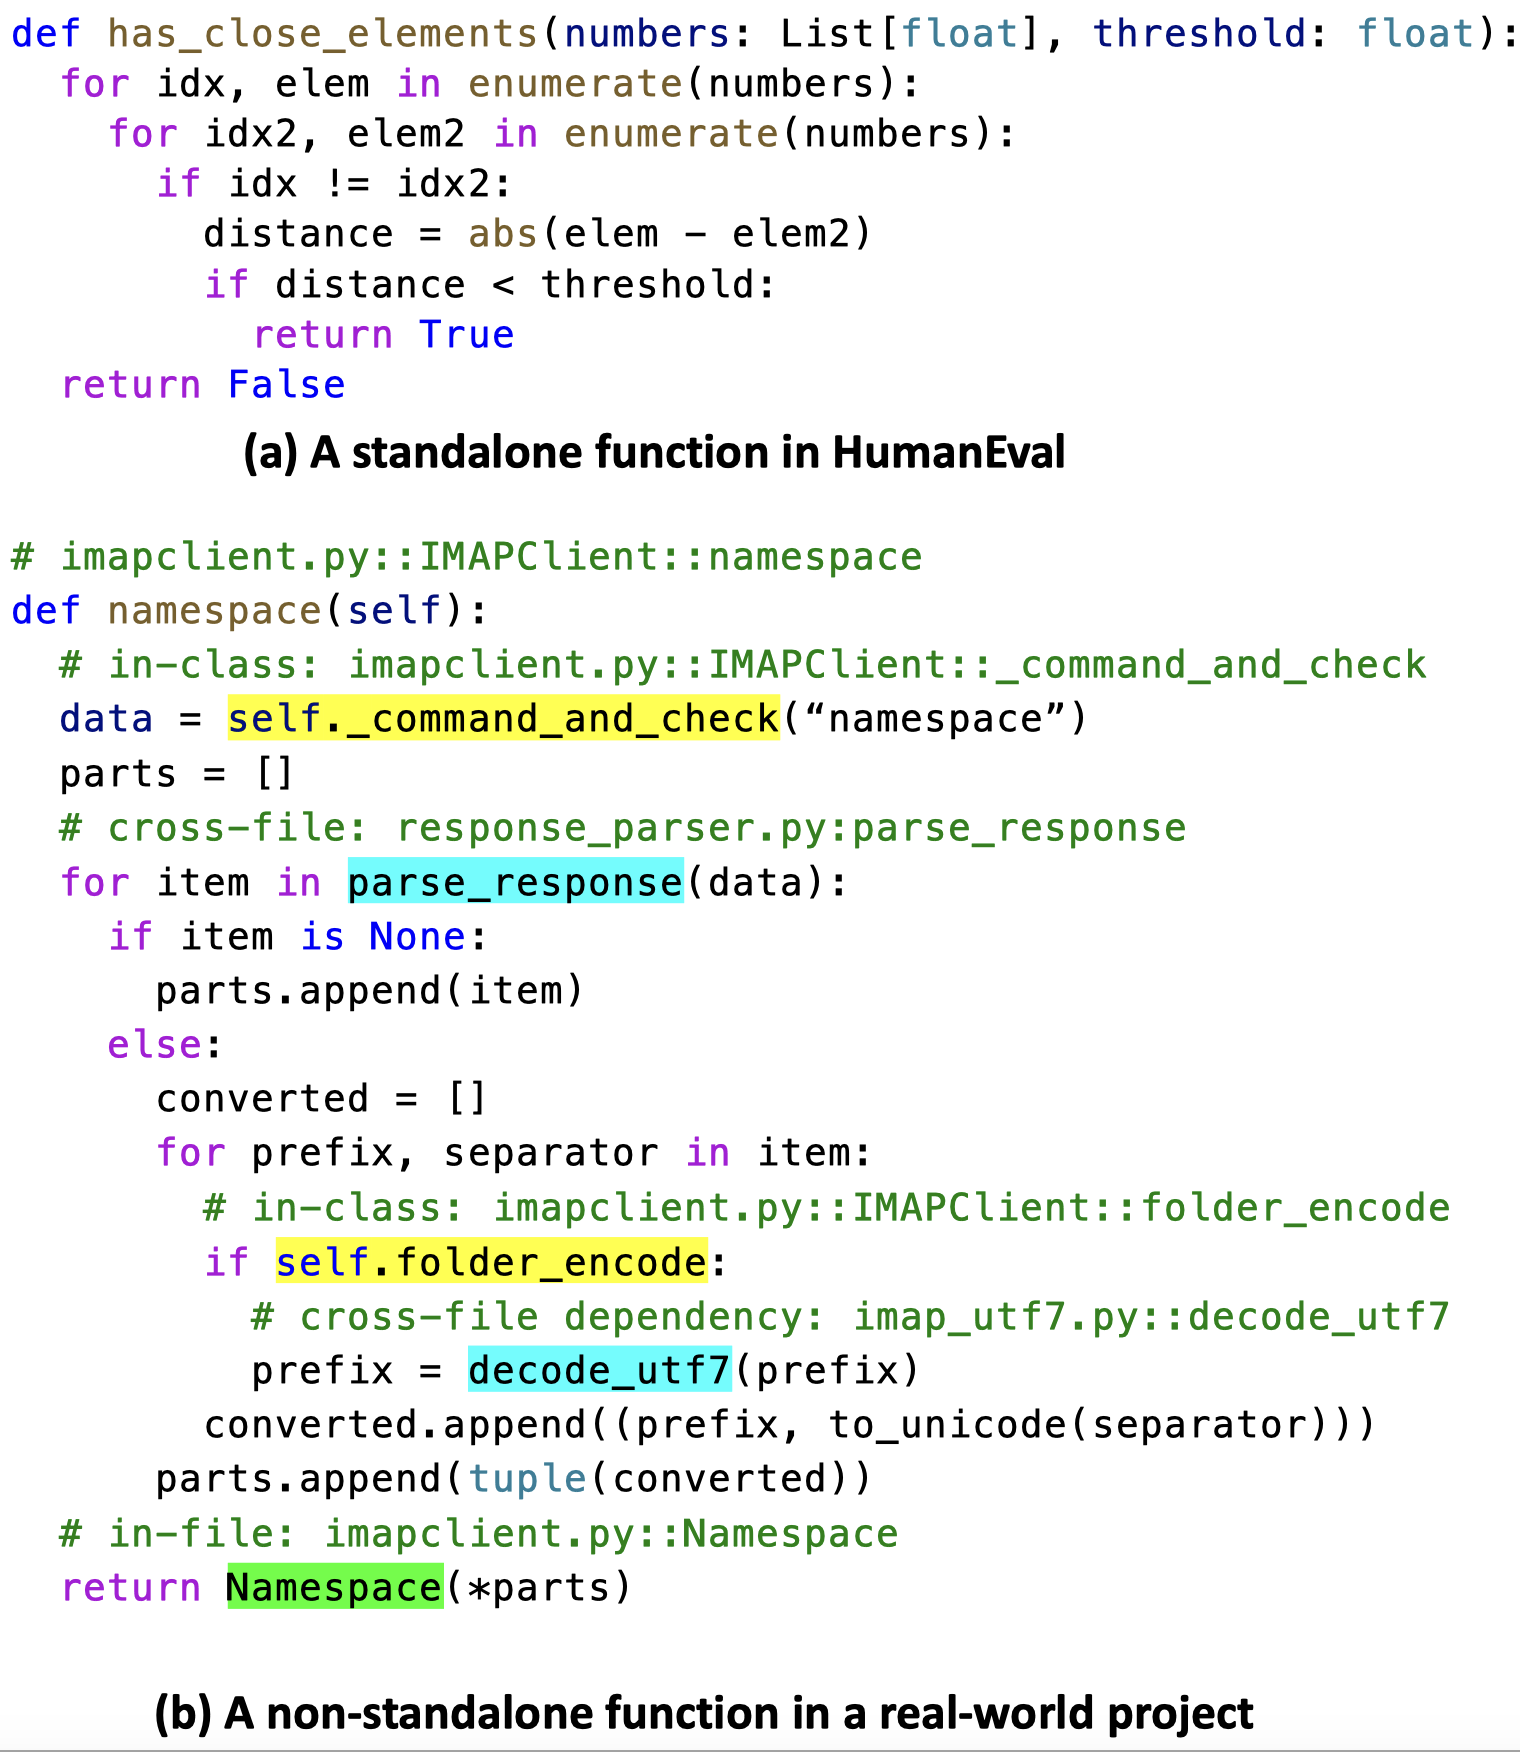 def has_close_elements(numbers: List[float], threshold: float):
  for idx, elem in enumerate(numbers):
    for idx2, elem2 in enumerate(numbers):
      if idx != idx2:
        distance = abs(elem − elem2)
        if distance < threshold:
          return True
  return False
(a) A standalone function in HumanEval
# imapclient.py::IMAPClient::namespace
def namespace(self):
  # in−class: imapclient.py::IMAPClient::_command_and_check
  data = self._command_and_check(“namespace”)
  parts = []
  # cross−file: response_parser.py:parse_response
  for item in parse_response(data):
    if item is None:
      parts.append(item)
    else:
      converted = []
      for prefix, separator in item:
        # in−class: imapclient.py::IMAPClient::folder_encode
        if self.folder_encode:
          # cross−file dependency: imap_utf7.py::decode_utf7
          prefix = decode_utf7(prefix)
        converted.append((prefix, to_unicode(separator)))
      parts.append(tuple(converted))
  # in−file: imapclient.py::Namespace
  return Namespace(*parts)
(b) A non-standalone function in a real-world project